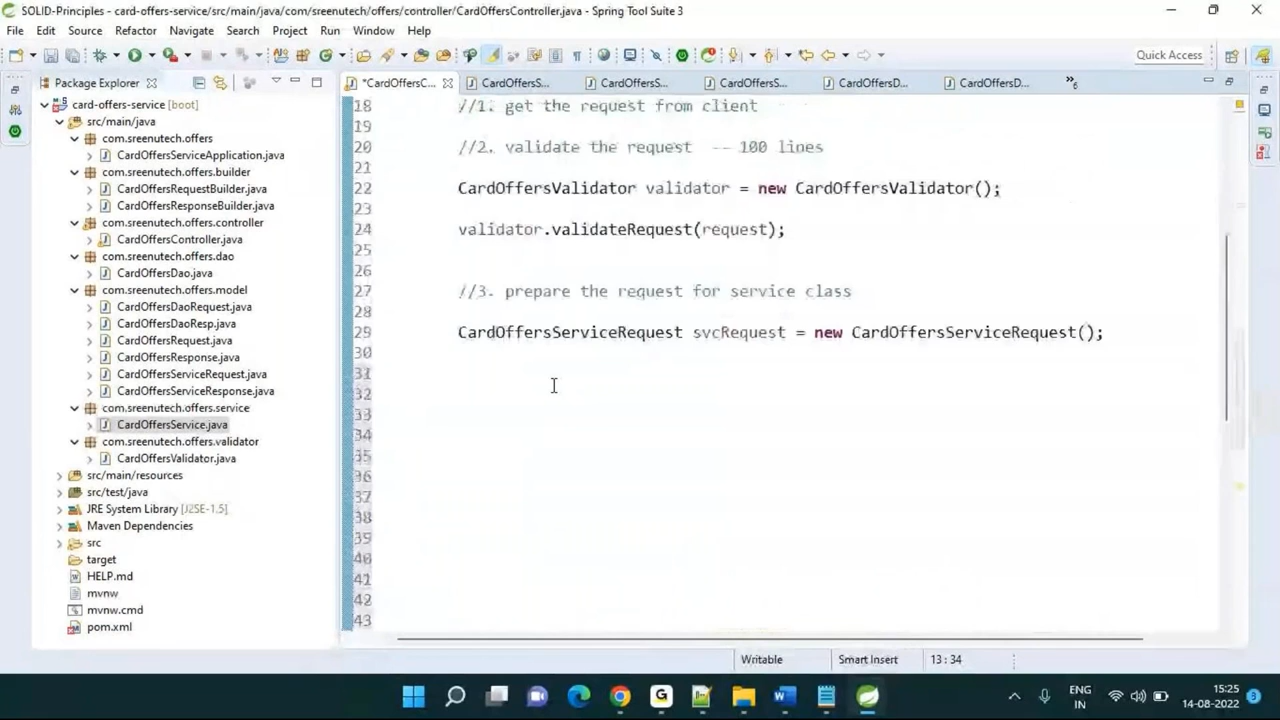 SOLID-Principles - card-offers-service/src/main/java/com/sreenutech/offers/controller/CardOffersController.java - Spring Tool Suite 3
File Edit Source Refactor Navigate Search Project Run Window Help
Quick Access
Package Explorer
*CardOffersC... CardOffersS... CardOffersS... CardOffersS... CardOffersD... CardOffersD... »6
card-offers-service [boot]
src/main/java
com.sreenutech.offers
CardOffersServiceApplication.java
com.sreenutech.offers.builder
CardOffersRequestBuilder.java
CardOffersResponseBuilder.java
com.sreenutech.offers.controller
CardOffersController.java
com.sreenutech.offers.dao
CardOffersDao.java
com.sreenutech.offers.model
CardOffersDaoRequest.java
CardOffersDaoResp.java
CardOffersRequest.java
CardOffersResponse.java
CardOffersServiceRequest.java
CardOffersServiceResponse.java
com.sreenutech.offers.service
CardOffersService.java
com.sreenutech.offers.validator
CardOffersValidator.java
src/main/resources
src/test/java
JRE System Library [J2SE-1.5]
Maven Dependencies
src
target
HELP.md
mvnw
mvnw.cmd
pom.xml
18 //1. get the request from client
19
20 //2. validate the request -- 100 lines
21
22 CardOffersValidator validator = new CardOffersValidator();
23
24 validator.validateRequest(request);
25
26
27 //3. prepare the request for service class
28
29 CardOffersServiceRequest svcRequest = new CardOffersServiceRequest();
30
31
32
33
34
35
36
37
38
39
40
41
42
43
Writable Smart Insert 13 : 34
ENG
IN
15:25
14-08-2022
3